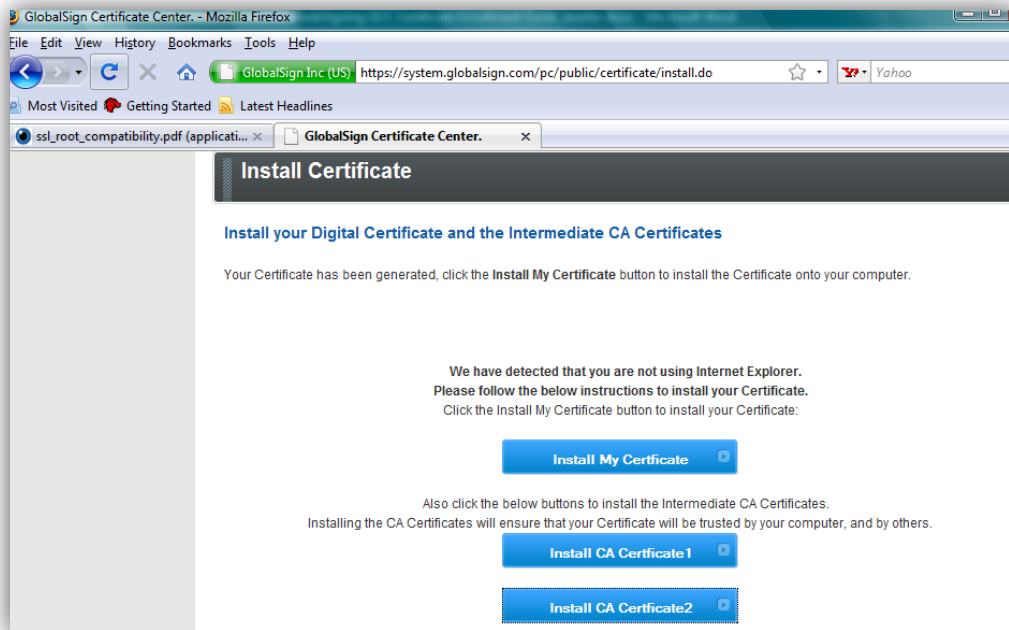 GlobalSign Certificate Center. - Mozilla Firefox
File Edit View History Bookmarks Tools Help
GlobalSign Inc (US) https://system.globalsign.com/pc/public/certificate/install.do Yahoo
Most Visited Getting Started Latest Headlines
ssl_root_compatibility.pdf (applicati... GlobalSign Certificate Center.
Install Certificate
Install your Digital Certificate and the Intermediate CA Certificates
Your Certificate has been generated, click the Install My Certificate button to install the Certificate onto your computer.
We have detected that you are not using Internet Explorer.
Please follow the below instructions to install your Certificate.
Click the Install My Certificate button to install your Certificate:
Install My Certficate
Also click the below buttons to install the Intermediate CA Certificates.
Installing the CA Certificates will ensure that your Certificate will be trusted by your computer, and by others.
Install CA Certficate1
Install CA Certficate2